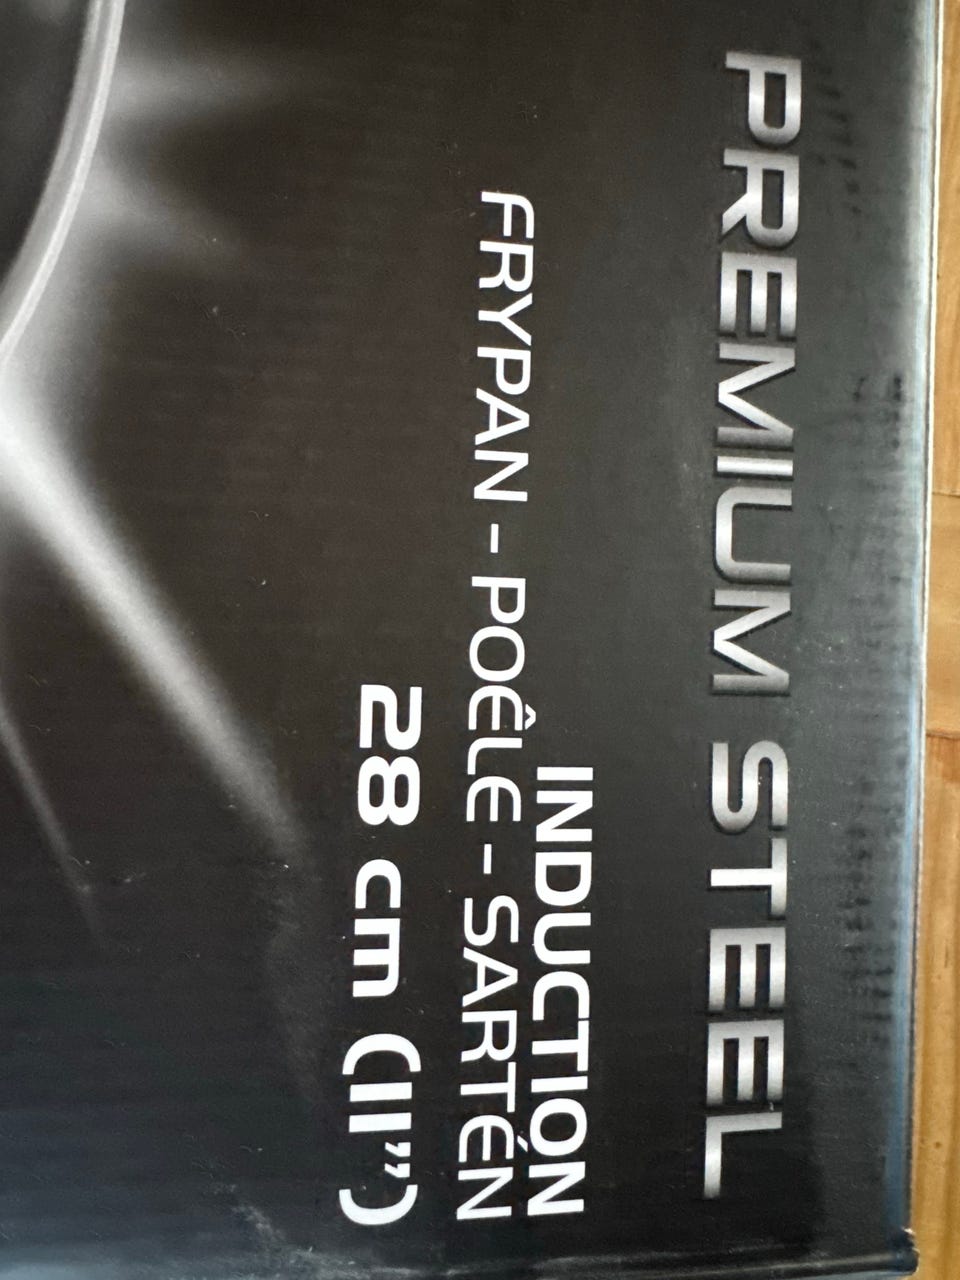 PREMIUM STEEL
INDUCTION
FRYPAN - POÊLE - SARTÉN
28 cm (11")